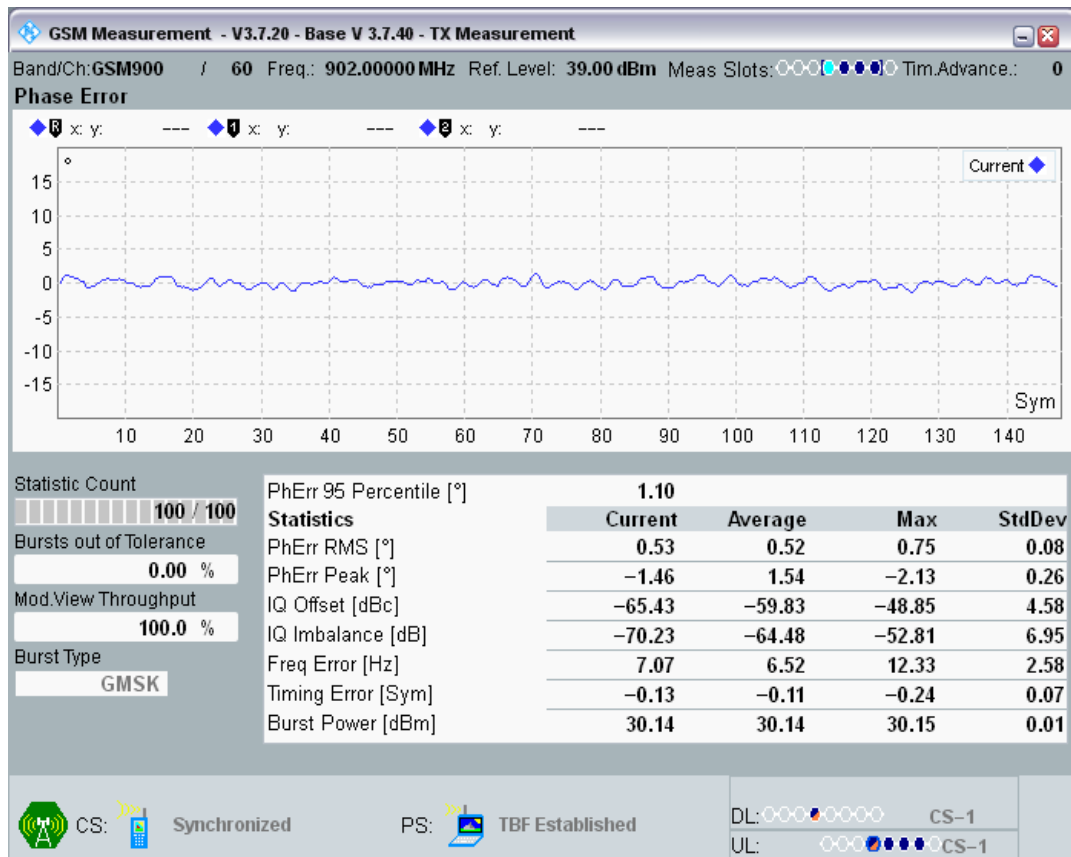 GSM Measurement - V3.7.20 - Base V 3.7.40 - TX Measurement
Band/Ch:GSM900 / 60 Freq.: 902.00000 MHz Ref. Level: 39.00 dBm Meas Slots: Tim.Advance.: 0
Phase Error
R x: y: --- 1 x: y: --- 2 x: y: ---
°
Current
15
10
5
0
-5
-10
-15
Sym
10 20 30 40 50 60 70 80 90 100 110 120 130 140
Statistic Count
100 / 100
Bursts out of Tolerance
0.00 %
Mod.View Throughput
100.0 %
Burst Type
GMSK
PhErr 95 Percentile [°] 1.10
Statistics Current Average Max StdDev
PhErr RMS [°] 0.53 0.52 0.75 0.08
PhErr Peak [°] −1.46 1.54 −2.13 0.26
IQ Offset [dBc] −65.43 −59.83 −48.85 4.58
IQ Imbalance [dB] −70.23 −64.48 −52.81 6.95
Freq Error [Hz] 7.07 6.52 12.33 2.58
Timing Error [Sym] −0.13 −0.11 −0.24 0.07
Burst Power [dBm] 30.14 30.14 30.15 0.01
CS: Synchronized PS: TBF Established
DL: CS−1
UL: CS−1